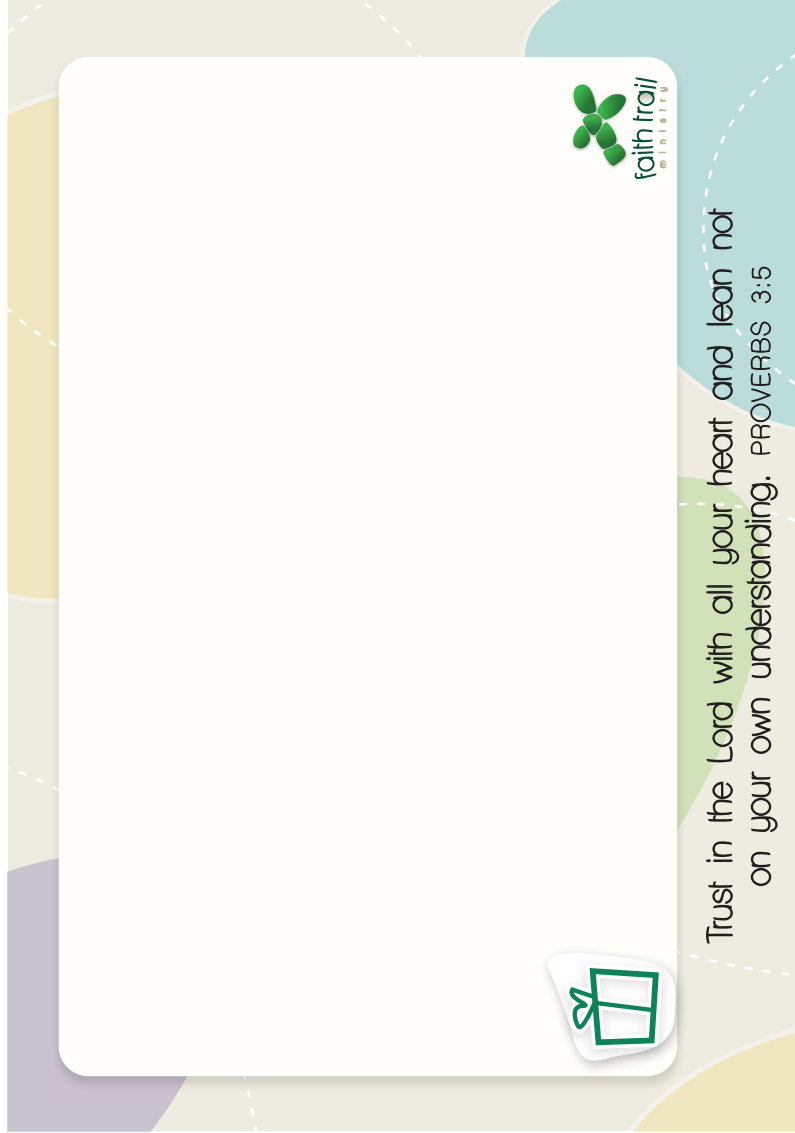 faith trail
ministry
Trust in the Lord with all your heart and lean not
on your own understanding. PROVERBS 3:5